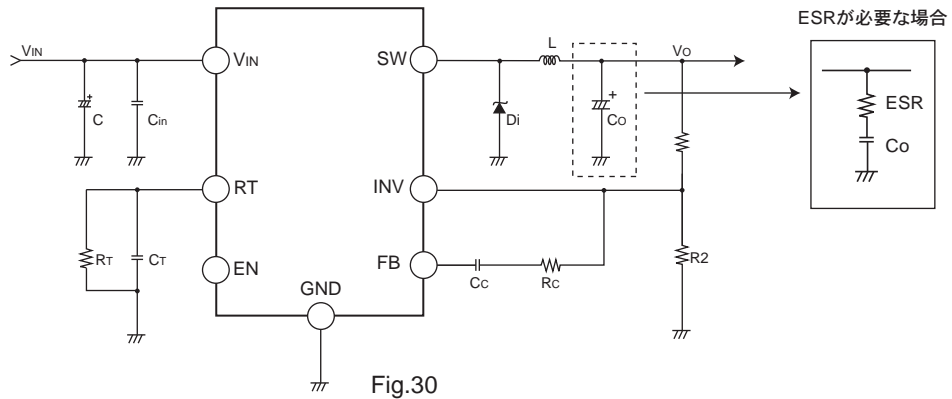 ESRが必要な場合
VIN
VIN
SW
L
VO
C
Cin
Di
+
CO
ESR
Co
RT
INV
RT
CT
EN
FB
CC
RC
R2
GND
Fig.30